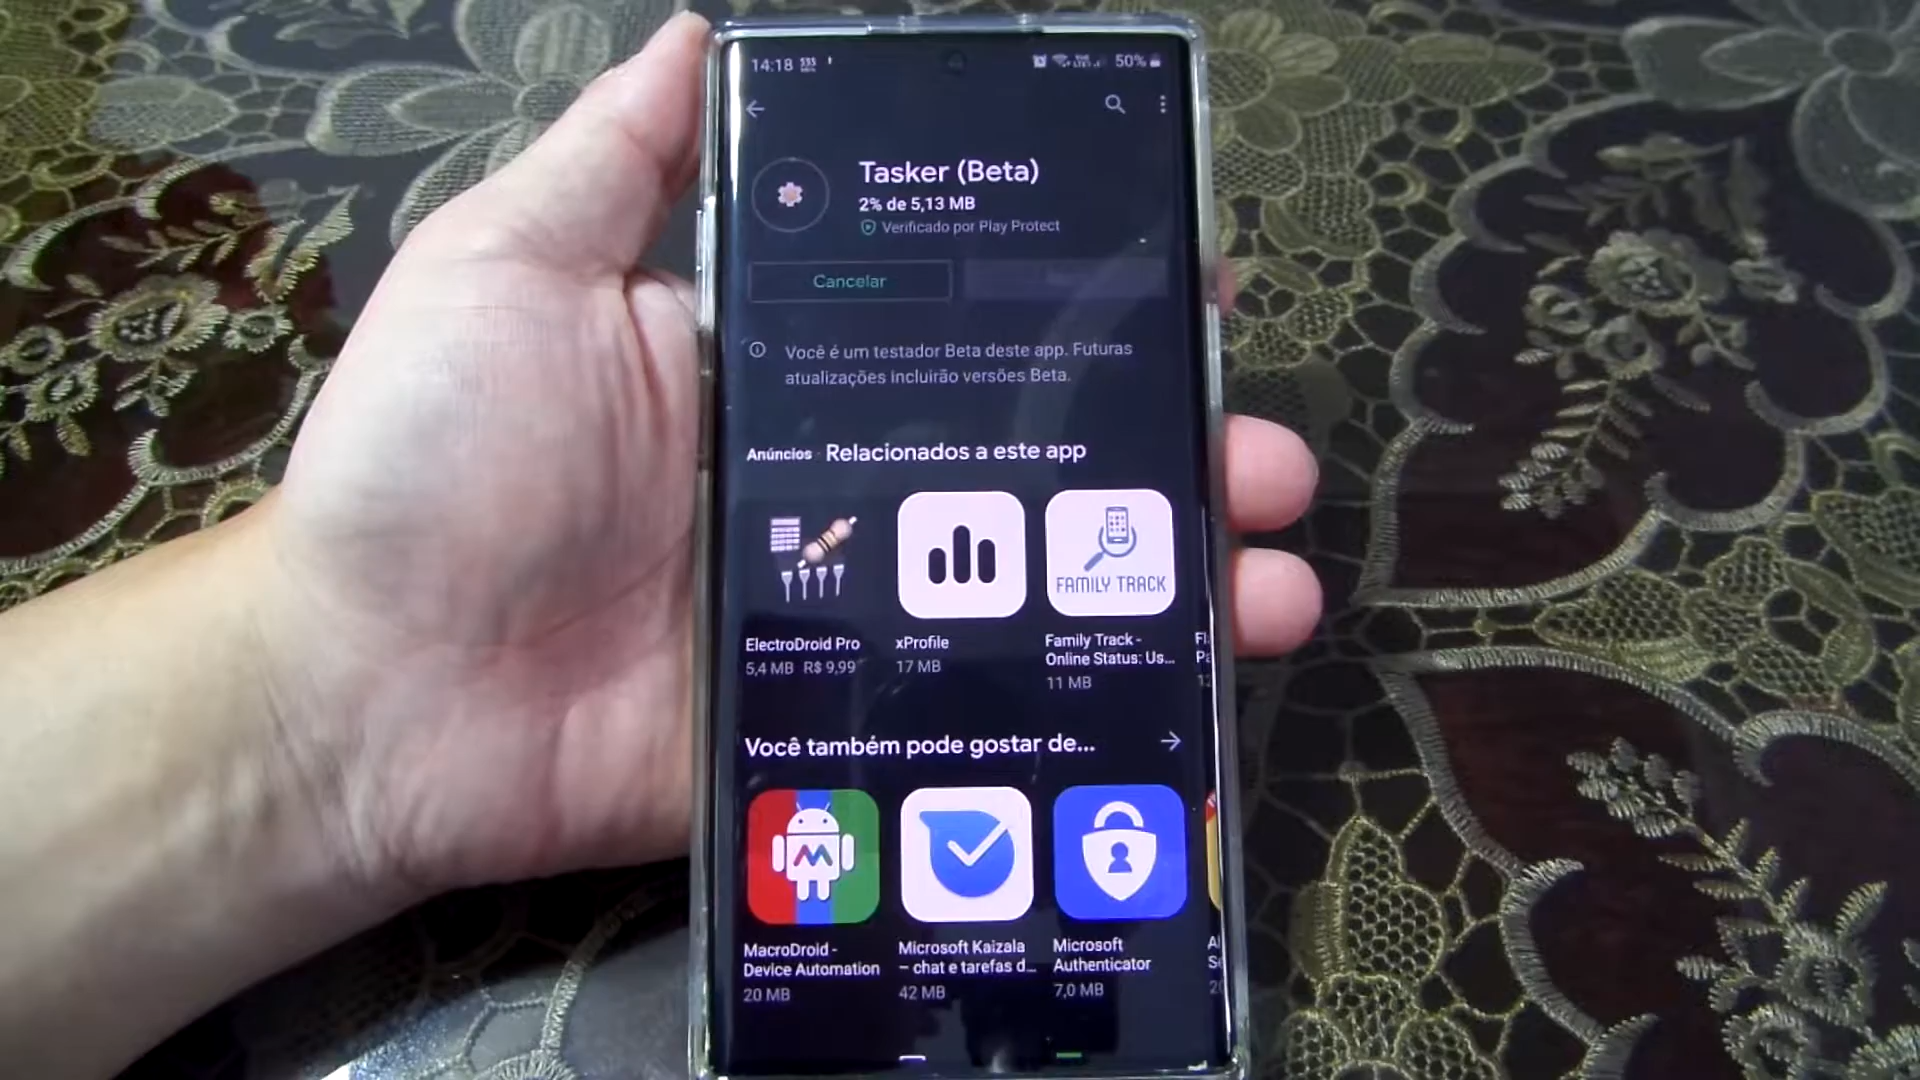 14:18
50%
Tasker (Beta)
2% de 5,13 MB
Verificado por Play Protect
Cancelar
Você é um testador Beta deste app. Futuras
atualizações incluirão versões Beta.
Anúncios · Relacionados a este app
FAMILY TRACK
ElectroDroid Pro
5,4 MB R$ 9,99
xProfile
17 MB
Family Track -
Online Status: Us...
11 MB
Você também pode gostar de...
MacroDroid -
Device Automation
20 MB
Microsoft Kaizala
– chat e tarefas d...
42 MB
Microsoft
Authenticator
7,0 MB